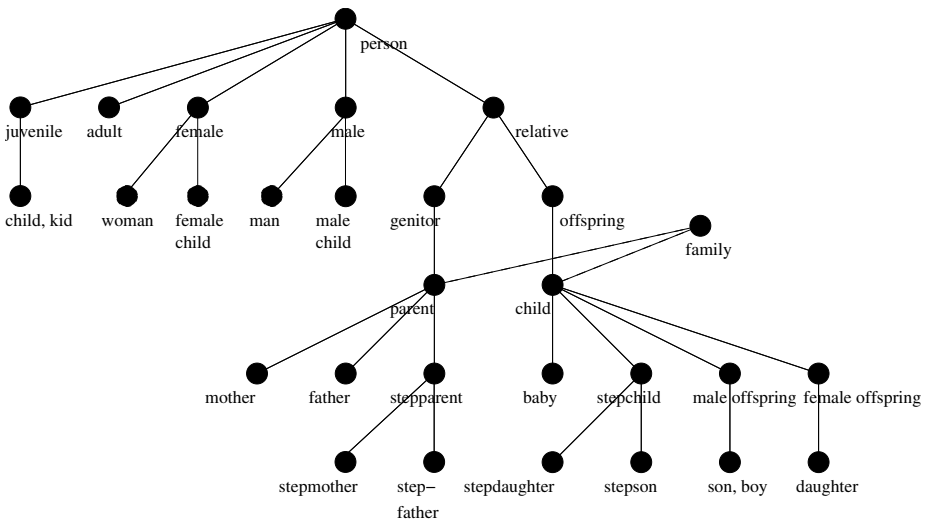 person
juvenile
adult
female
male
relative
child, kid
woman
female
child
man
male
child
genitor
offspring
family
parent
child
mother
father
stepparent
baby
stepchild
male offspring
female offspring
stepmother
step–
father
stepdaughter
stepson
son, boy
daughter